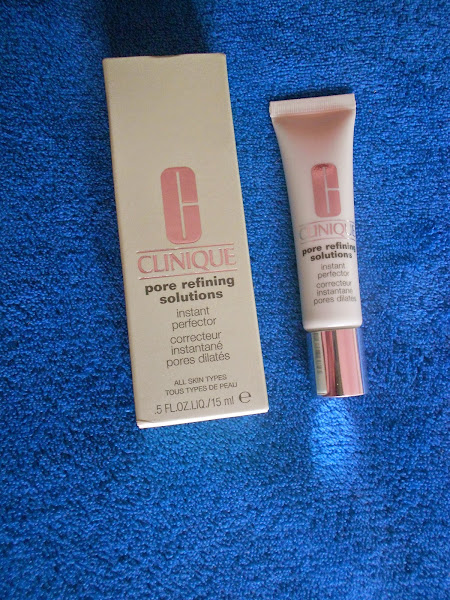 C
CLINIQUE
pore refining
solutions
instant
perfector
correcteur
instantané
pores dilatés
ALL SKIN TYPES
TOUS TYPES DE PEAU
.5 FL.OZ.LIQ./15 ml ℮
C
CLINIQUE
pore refining
solutions
instant
perfector
correcteur
instantané
pores dilatés